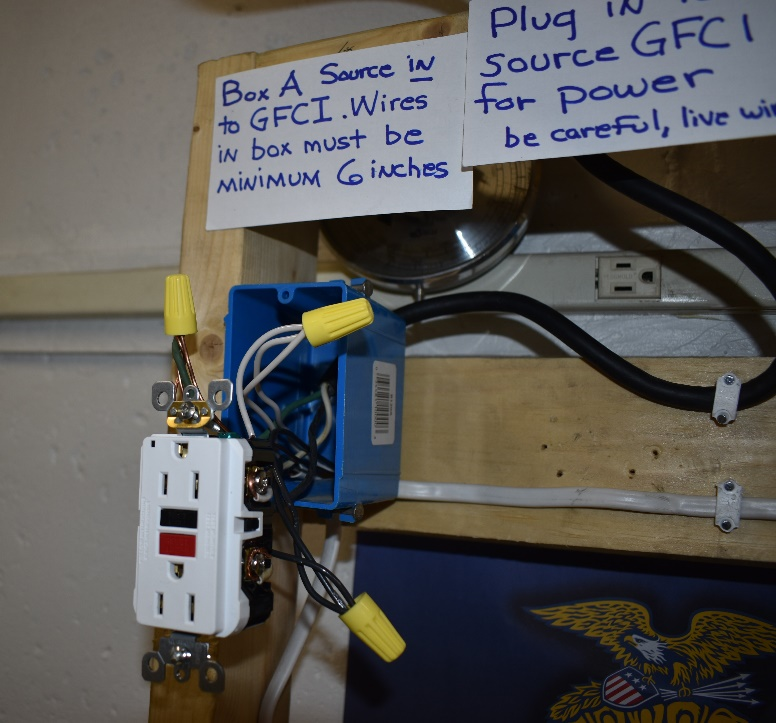 Box A Source in
to GFCI. Wires
in box must be
minimum 6 inches
Plug in
source GFCI
for power
be careful, live